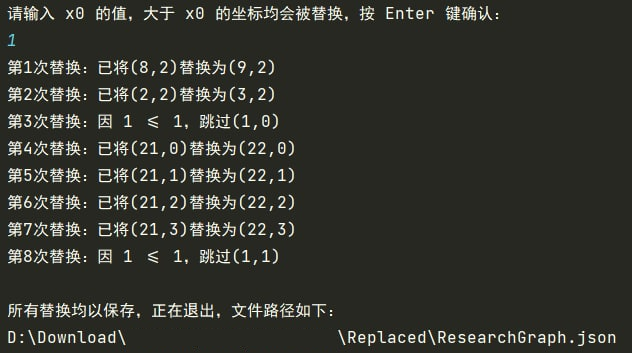 请输入 x0 的值，大于 x0 的坐标均会被替换，按 Enter 键确认：
1
第1次替换：已将(8,2)替换为(9,2)
第2次替换：已将(2,2)替换为(3,2)
第3次替换：因 1 ⩽ 1，跳过(1,0)
第4次替换：已将(21,0)替换为(22,0)
第5次替换：已将(21,1)替换为(22,1)
第6次替换：已将(21,2)替换为(22,2)
第7次替换：已将(21,3)替换为(22,3)
第8次替换：因 1 ⩽ 1，跳过(1,1)
所有替换均以保存，正在退出，文件路径如下：
D:\Download\ \Replaced\ResearchGraph.json